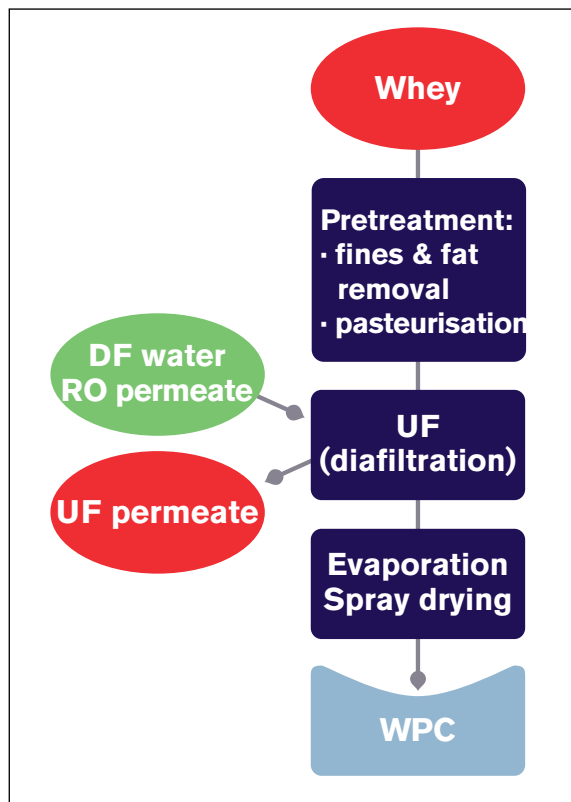 Whey
Pretreatment:
· fines & fat
removal
· pasteurisation
DF water
RO permeate
UF
(diafiltration)
UF permeate
Evaporation
Spray drying
WPC